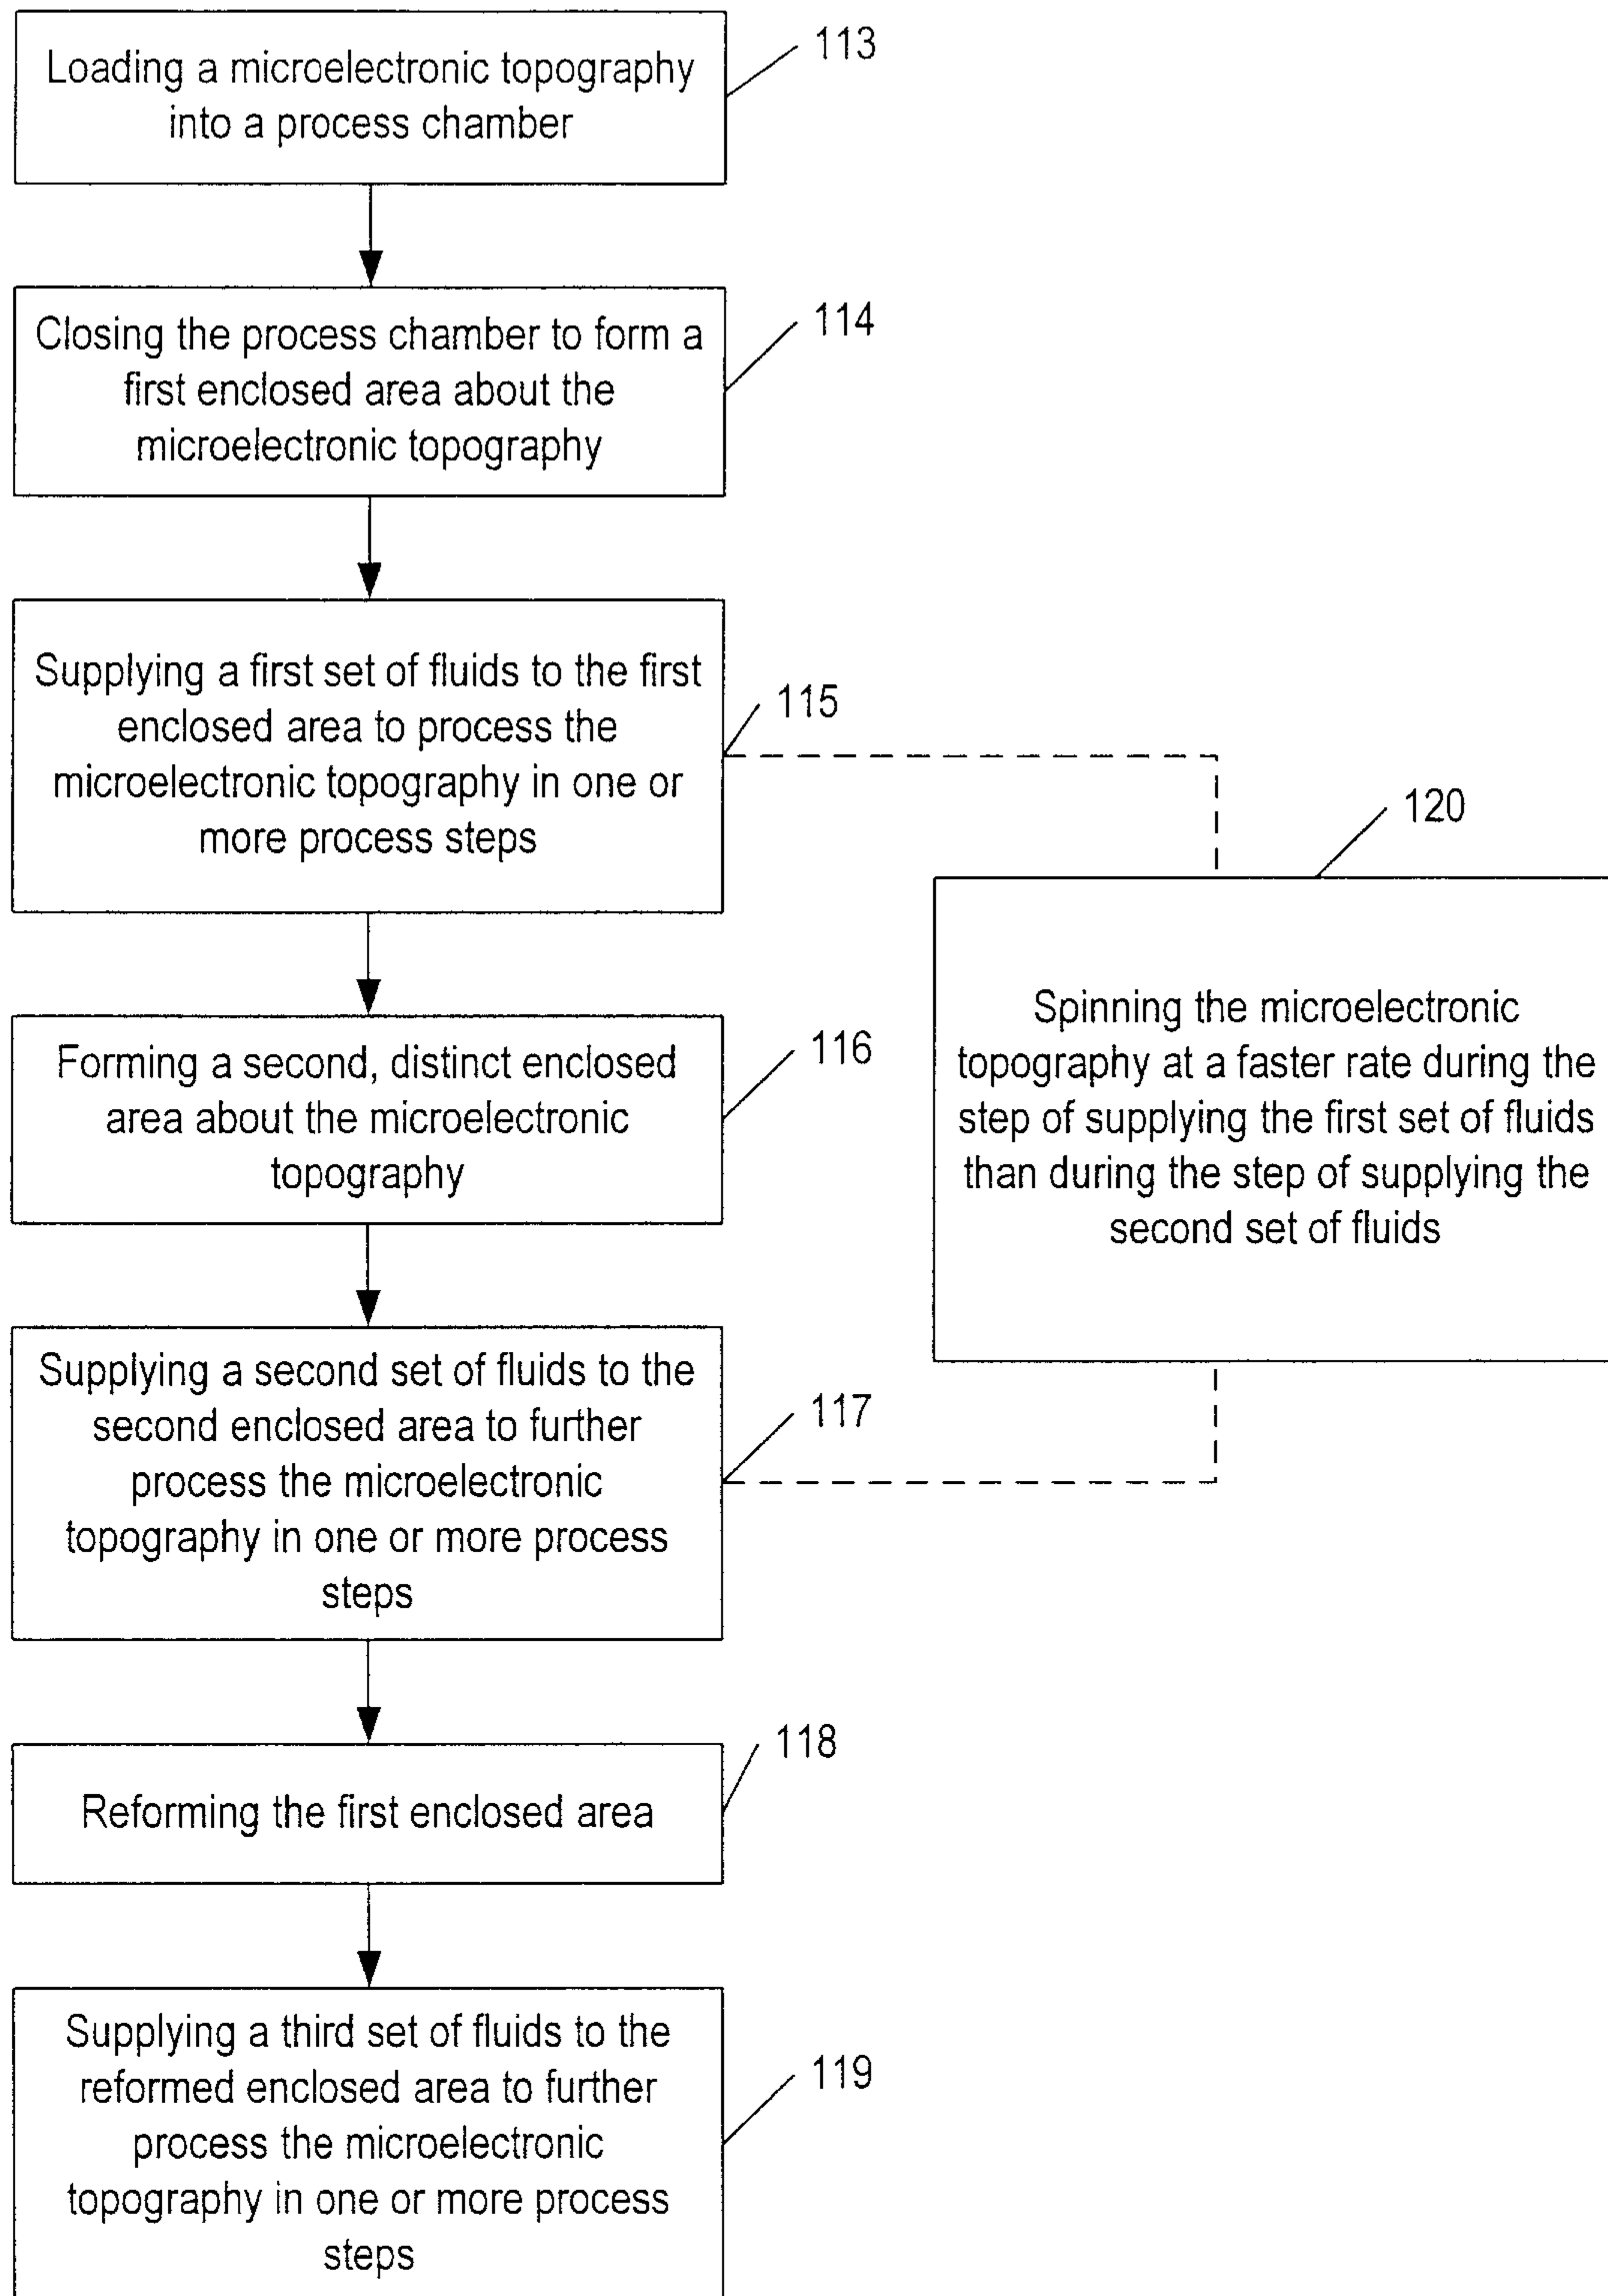 Loading a microelectronic topography
into a process chamber
113
Closing the process chamber to form a
first enclosed area about the
microelectronic topography
114
Supplying a first set of fluids to the first
enclosed area to process the
microelectronic topography in one or
more process steps
115
120
Spinning the microelectronic
topography at a faster rate during the
step of supplying the first set of fluids
than during the step of supplying the
second set of fluids
Forming a second, distinct enclosed
area about the microelectronic
topography
116
Supplying a second set of fluids to the
second enclosed area to further
process the microelectronic
topography in one or more process
steps
117
Reforming the first enclosed area
118
Supplying a third set of fluids to the
reformed enclosed area to further
process the microelectronic
topography in one or more process
steps
119